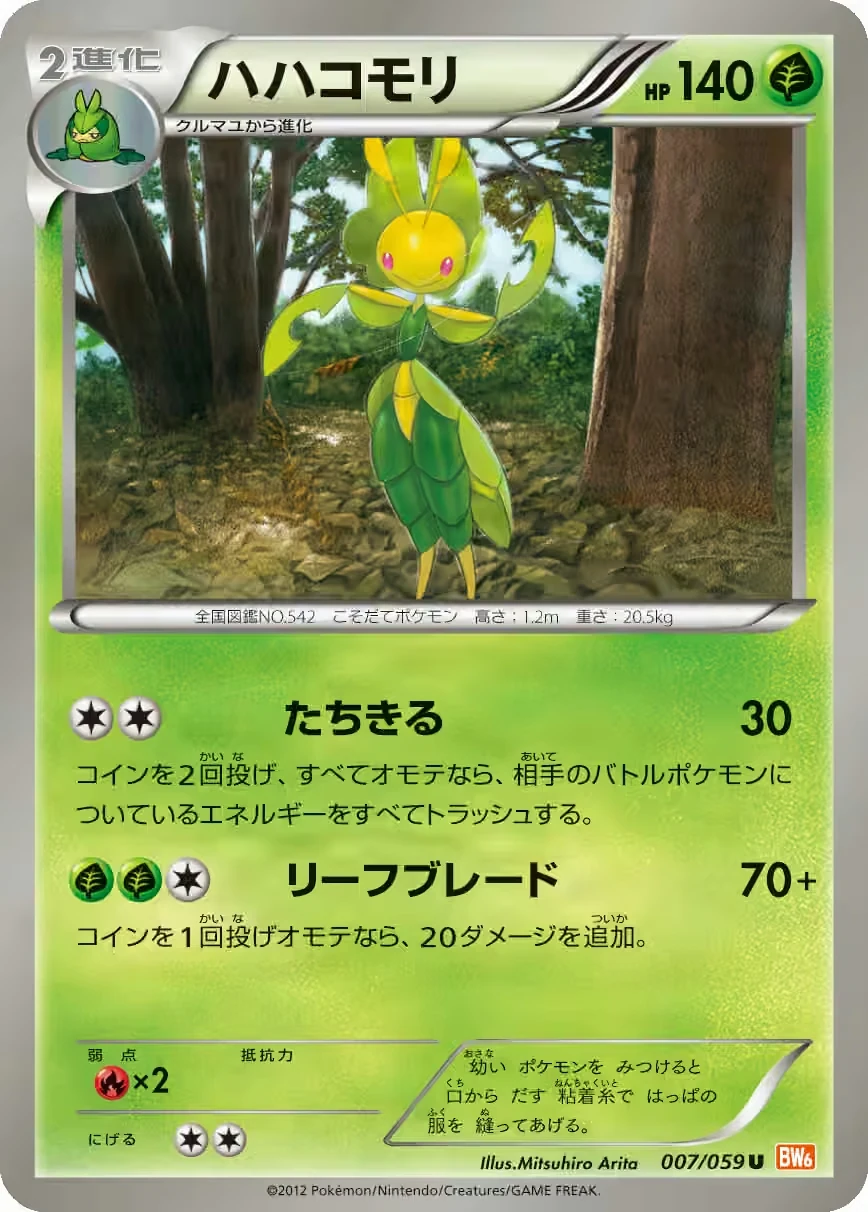 2進化
ハハコモリ
HP 140
クルマユから進化
全国図鑑NO.542 こそだてポケモン 高さ：1.2m 重さ：20.5kg
たちきる 30
コインを2回投げ、すべてオモテなら、相手のバトルポケモンに
ついているエネルギーをすべてトラッシュする。
リーフブレード 70+
コインを1回投げオモテなら、20ダメージを追加。
弱点 抵抗力
×2
にげる
幼い ポケモンを みつけると
口から だす 粘着糸で はっぱの
服を 縫ってあげる。
Illus.Mitsuhiro Arita 007/059 U BW6
©2012 Pokémon/Nintendo/Creatures/GAME FREAK.